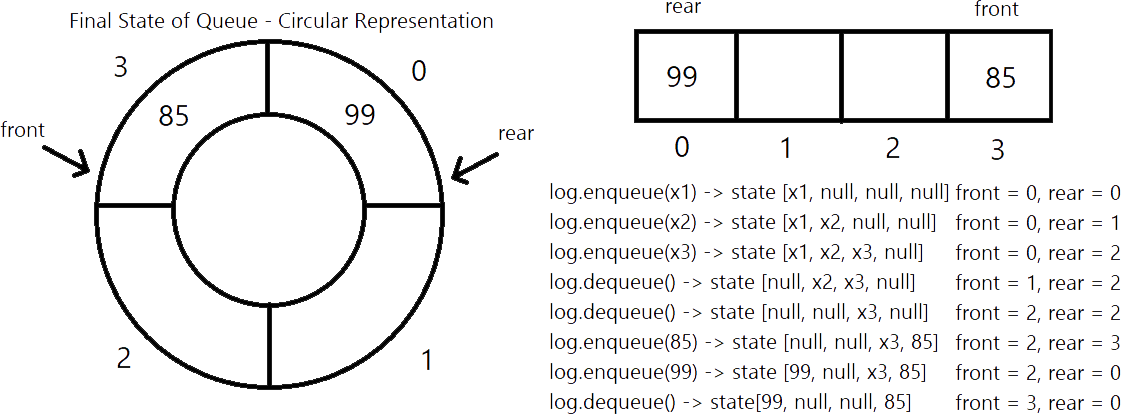 Final State of Queue - Circular Representation
3
0
85
99
front
rear
2
1
rear
front
99
85
0
1
2
3
log.enqueue(x1) -> state [x1, null, null, null] front = 0, rear = 0
log.enqueue(x2) -> state [x1, x2, null, null] front = 0, rear = 1
log.enqueue(x3) -> state [x1, x2, x3, null] front = 0, rear = 2
log.dequeue() -> state [null, x2, x3, null] front = 1, rear = 2
log.dequeue() -> state [null, null, x3, null] front = 2, rear = 2
log.enqueue(85) -> state [null, null, x3, 85] front = 2, rear = 3
log.enqueue(99) -> state [99, null, x3, 85] front = 2, rear = 0
log.dequeue() -> state[99, null, null, 85] front = 3, rear = 0